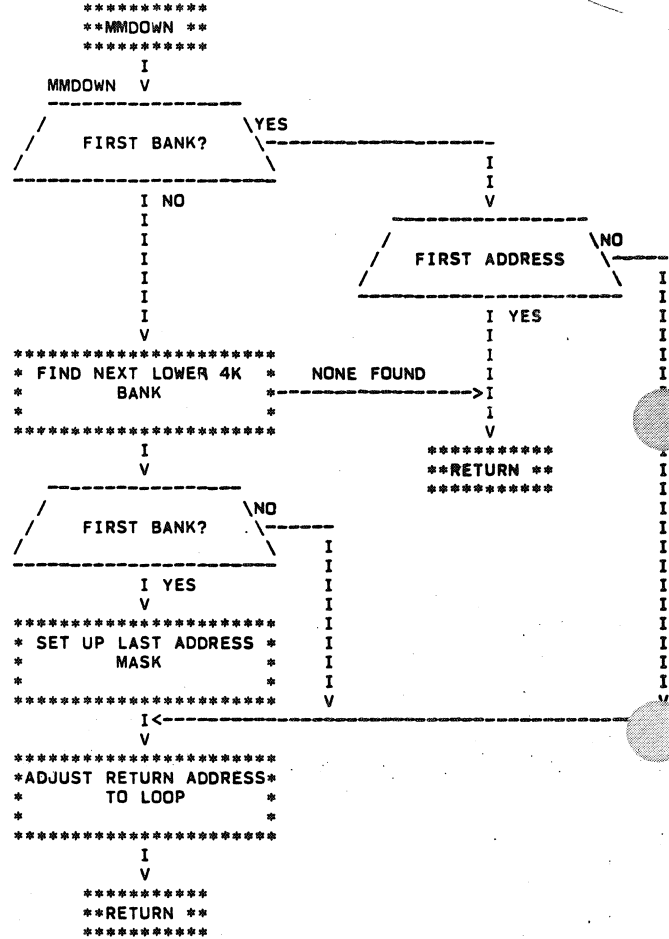 **MMDOWN **
MMDOWN
FIRST BANK?
YES
NO
FIRST ADDRESS
NO
YES
FIND NEXT LOWER 4K
BANK
NONE FOUND
**RETURN **
FIRST BANK?
NO
YES
SET UP LAST ADDRESS
MASK
ADJUST RETURN ADDRESS
TO LOOP
**RETURN **